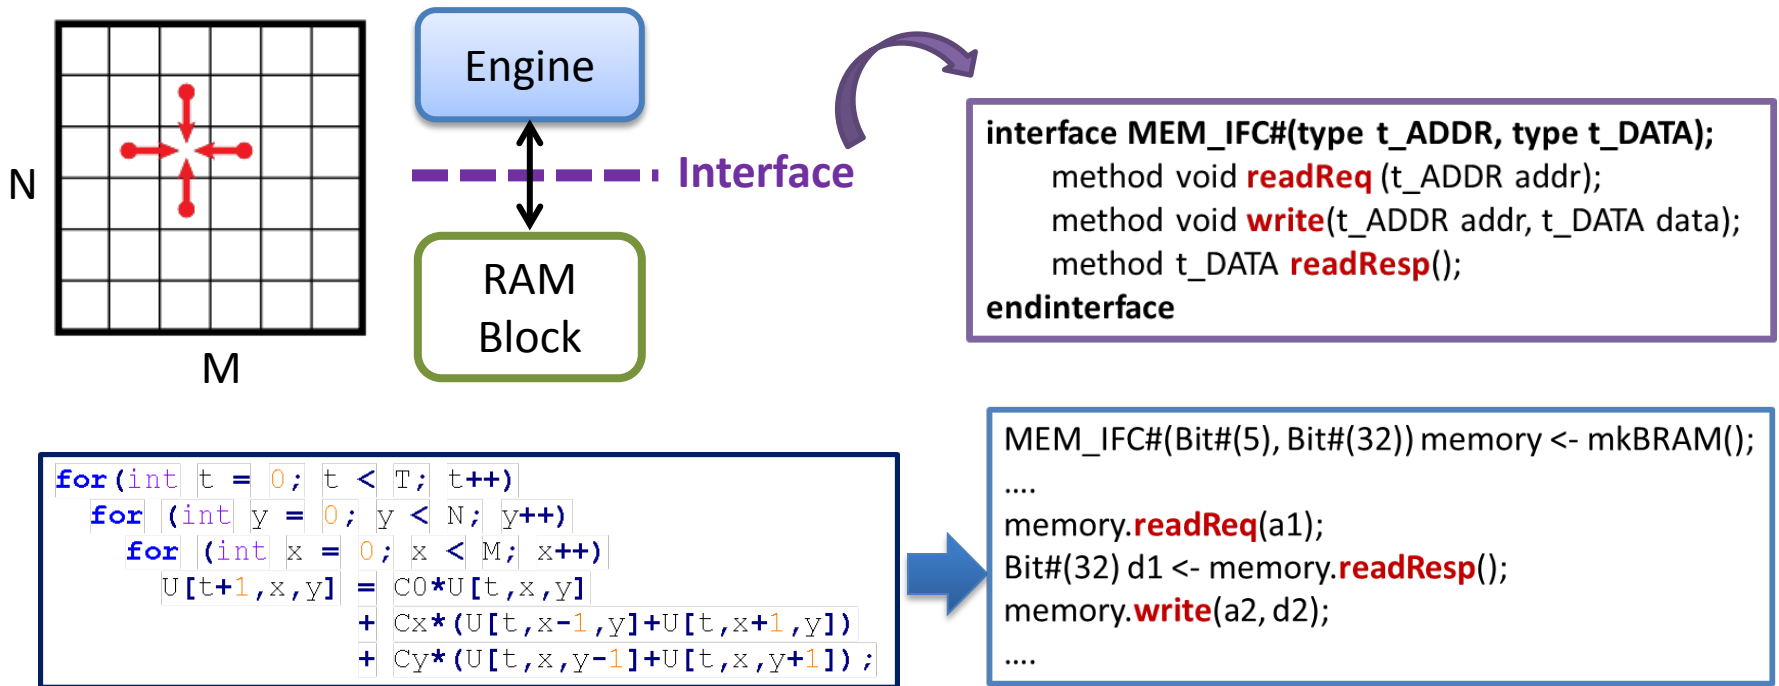 N
M
Engine
Interface
RAM
Block
interface MEM_IFC#(type t_ADDR, type t_DATA);
method void readReq (t_ADDR addr);
method void write(t_ADDR addr, t_DATA data);
method t_DATA readResp();
endinterface
for(int t = 0; t < T; t++)
for (int y = 0; y < N; y++)
for (int x = 0; x < M; x++)
U[t+1,x,y] = C0*U[t,x,y]
+ Cx*(U[t,x-1,y]+U[t,x+1,y])
+ Cy*(U[t,x,y-1]+U[t,x,y+1]);
MEM_IFC#(Bit#(5), Bit#(32)) memory <- mkBRAM();
....
memory.readReq(a1);
Bit#(32) d1 <- memory.readResp();
memory.write(a2, d2);
....